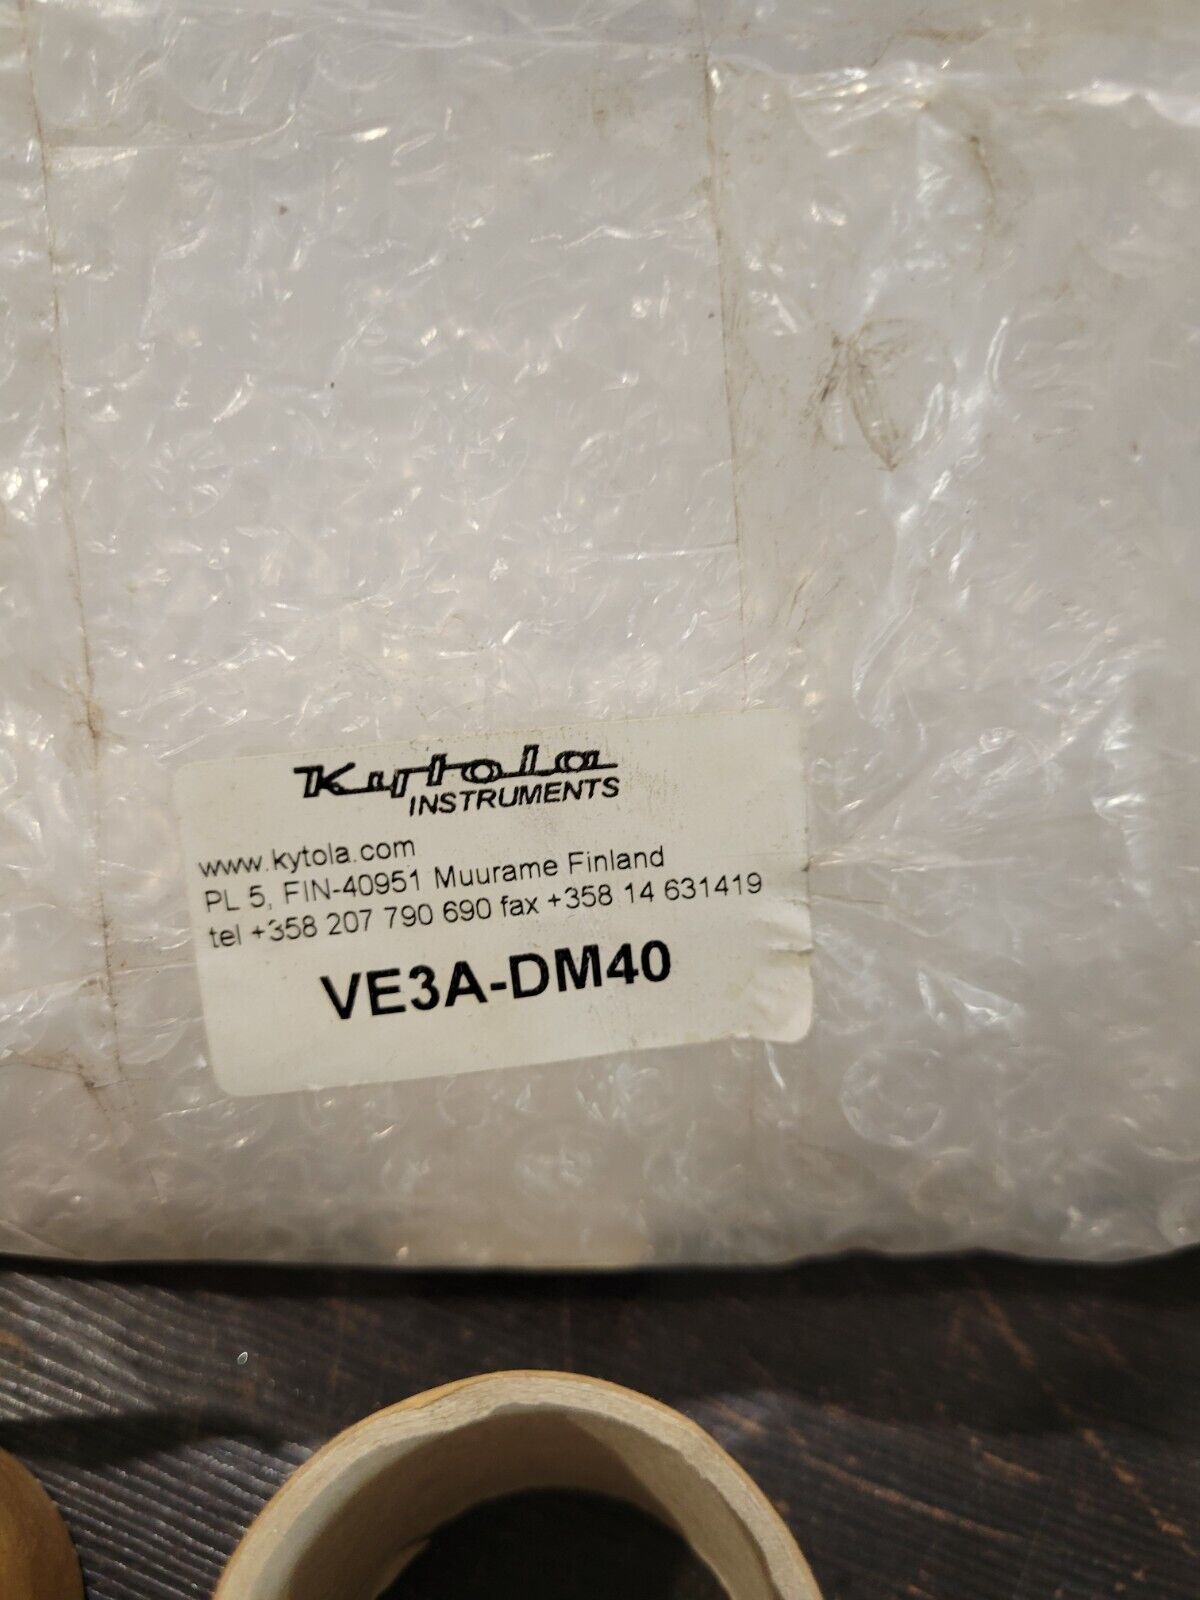 Kytola
INSTRUMENTS
www.kytola.com
PL 5, FIN-40951 Muurame Finland
tel +358 207 790 690 fax +358 14 631419
VE3A-DM40